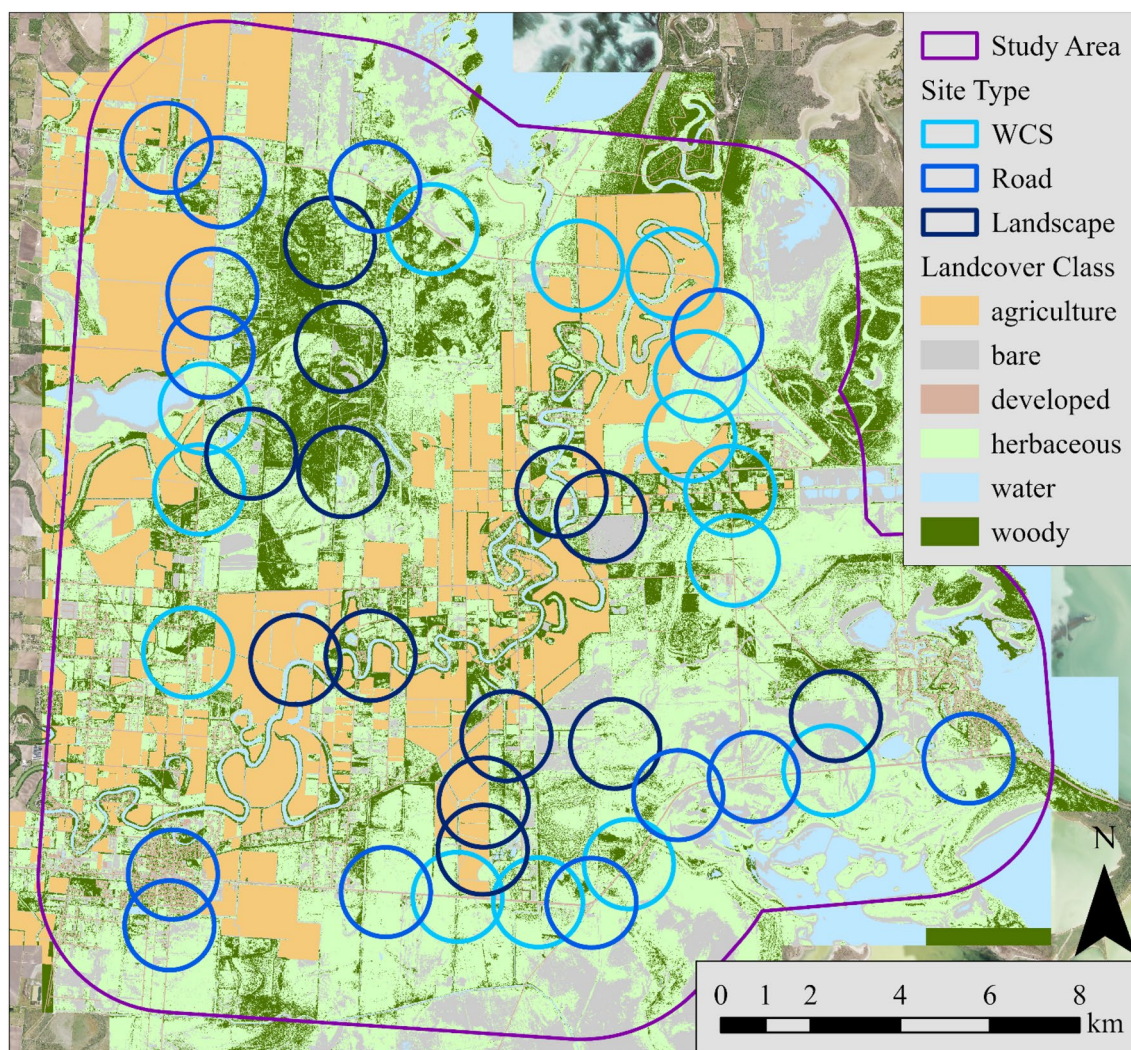 Study Area
Site Type
WCS
Road
Landscape
Landcover Class
agriculture
bare
developed
herbaceous
water
woody
N
0 1 2 4 6 8
km